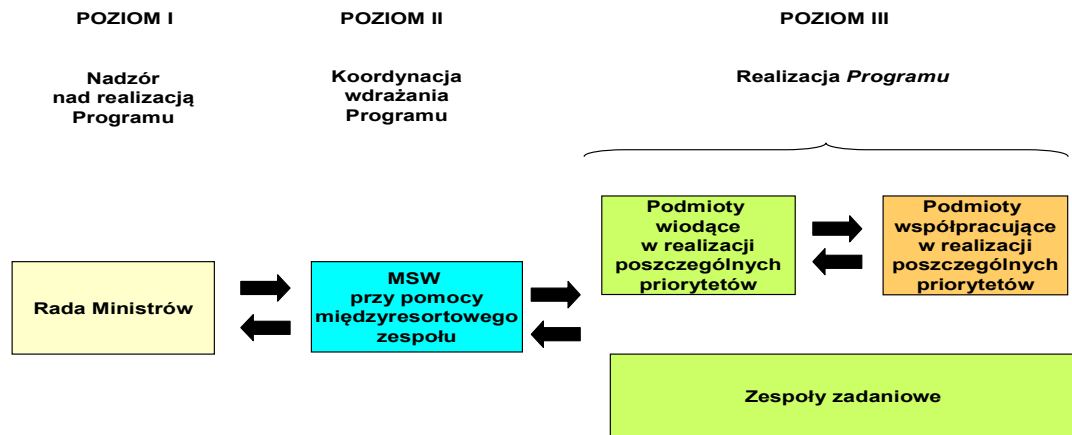 POZIOM I
POZIOM II
POZIOM III
Nadzór
nad realizacją
Programu
Koordynacja
wdrażania
Programu
Realizacja Programu
Rada Ministrów
MSW
przy pomocy
międzyresortowego
zespołu
Podmioty
wiodące
w realizacji
poszczególnych
priorytetów
Podmioty
współpracujące
w realizacji
poszczególnych
priorytetów
Zespoły zadaniowe